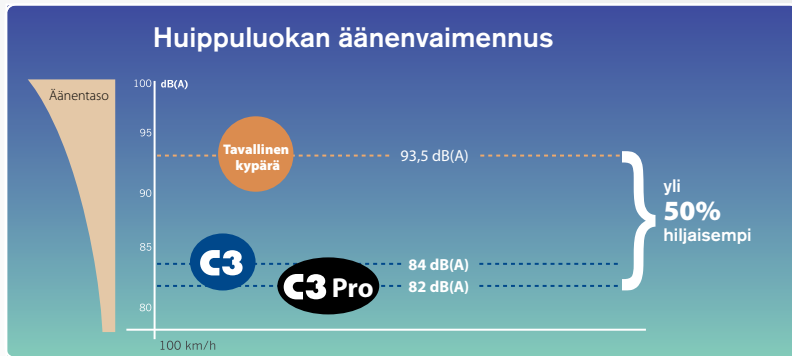 Huippuluokan äänenvaimennus
Äänentaso
100 dB(A)
95
Tavallinen
kypärä
93,5 dB(A)
yli
50%
hiljaisempi
90
85
C3
84 dB(A)
C3 Pro
82 dB(A)
80
100 km/h